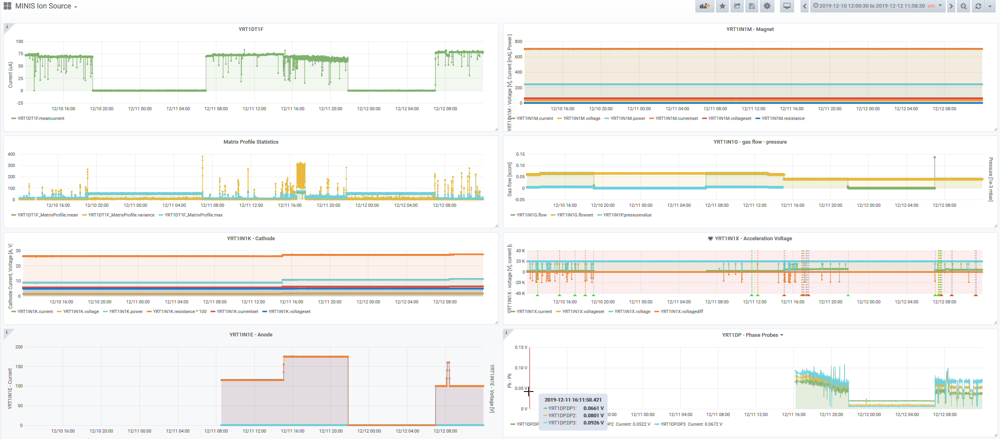 MINIS Ion Source
2019-12-10 12:00:30 to 2019-12-12 11:58:30 UTC
YRT1DT1F
Current (uA)
100
75
50
25
0
-25
12/10 16:00 12/10 20:00 12/11 00:00 12/11 04:00 12/11 08:00 12/11 12:00 12/11 16:00 12/11 20:00 12/12 00:00 12/12 04:00 12/12 08:00
YRT1DT1F.meancurrent
YRT1IN1M - Magnet
YRT1IN1M - Voltage [V], Current [mA], Power [
800
600
400
200
0
12/10 16:00 12/10 20:00 12/11 00:00 12/11 04:00 12/11 08:00 12/11 12:00 12/11 16:00 12/11 20:00 12/12 00:00 12/12 04:00 12/12 08:00
YRT1IN1M.current YRT1IN1M.voltage YRT1IN1M.power YRT1IN1M.currentset YRT1IN1M.voltageset YRT1IN1M.resistance
Matrix Profile Statistics
400
300
200
100
0
12/10 16:00 12/10 20:00 12/11 00:00 12/11 04:00 12/11 08:00 12/11 12:00 12/11 16:00 12/11 20:00 12/12 00:00 12/12 04:00 12/12 08:00
YRT1DT1F_MatrixProfile.mean YRT1DT1F_MatrixProfile.variance YRT1DT1F_MatrixProfile.max
YRT1IN1G - gas flow - pressure
Gas flow [sccm]
0.15
0.10
0.05
0
-0.05
Pressure [1e-3 mbar]
12/10 16:00 12/10 20:00 12/11 00:00 12/11 04:00 12/11 08:00 12/11 12:00 12/11 16:00 12/11 20:00 12/12 00:00 12/12 04:00 12/12 08:00
YRT1IN1G.flow YRT1IN1G.flowset YRT1IN1P.pressurevalue
YRT1IN1K - Cathode
Cathode Current, Voltage [A, V]
30
20
10
0
12/10 16:00 12/10 20:00 12/11 00:00 12/11 04:00 12/11 08:00 12/11 12:00 12/11 16:00 12/11 20:00 12/12 00:00 12/12 04:00 12/12 08:00
YRT1IN1K.current YRT1IN1K.voltage YRT1IN1K.power YRT1IN1K.resistance * 100 YRT1IN1K.currentset YRT1IN1K.voltageset
YRT1IN1X - Acceleration Voltage
YRT1IN1X - voltage [V], current [u
40 K
20 K
0
-20 K
-40 K
12/10 16:00 12/10 20:00 12/11 00:00 12/11 04:00 12/11 08:00 12/11 12:00 12/11 16:00 12/11 20:00 12/12 00:00 12/12 04:00 12/12 08:00
YRT1IN1X.current YRT1IN1X.voltageset YRT1IN1X.voltage YRT1IN1X.voltagediff
YRT1IN1E - Anode
YRT1IN1E - Current
200
150
100
50
0
YRT1IN1E - Voltage [V]
12/10 16:00 12/10 20:00 12/11 00:00 12/11 04:00 12/11 08:00 12/11 12:00 12/11 16:00 12/11 20:00 12/12 00:00 12/12 04:00 12/12 08:00
YRT1DP - Phase Probes
Pk - Pk
0.15 V
0.10 V
0.05 V
0 V
2019-12-11 16:11:50.421
YRT1DP.DP1: 0.0661 V
YRT1DP.DP2: 0.0801 V
YRT1DP.DP3: 0.0926 V
0:00 12/11 00:00 12/11 04:00 12/11 08:00 12/11 12:00 12/11 16:00 12/11 20:00 12/12 00:00 12/12 04:00 12/12 08:00
YRT1DP.DP P2 Current: 0.0522 V YRT1DP.DP3 Current: 0.0672 V